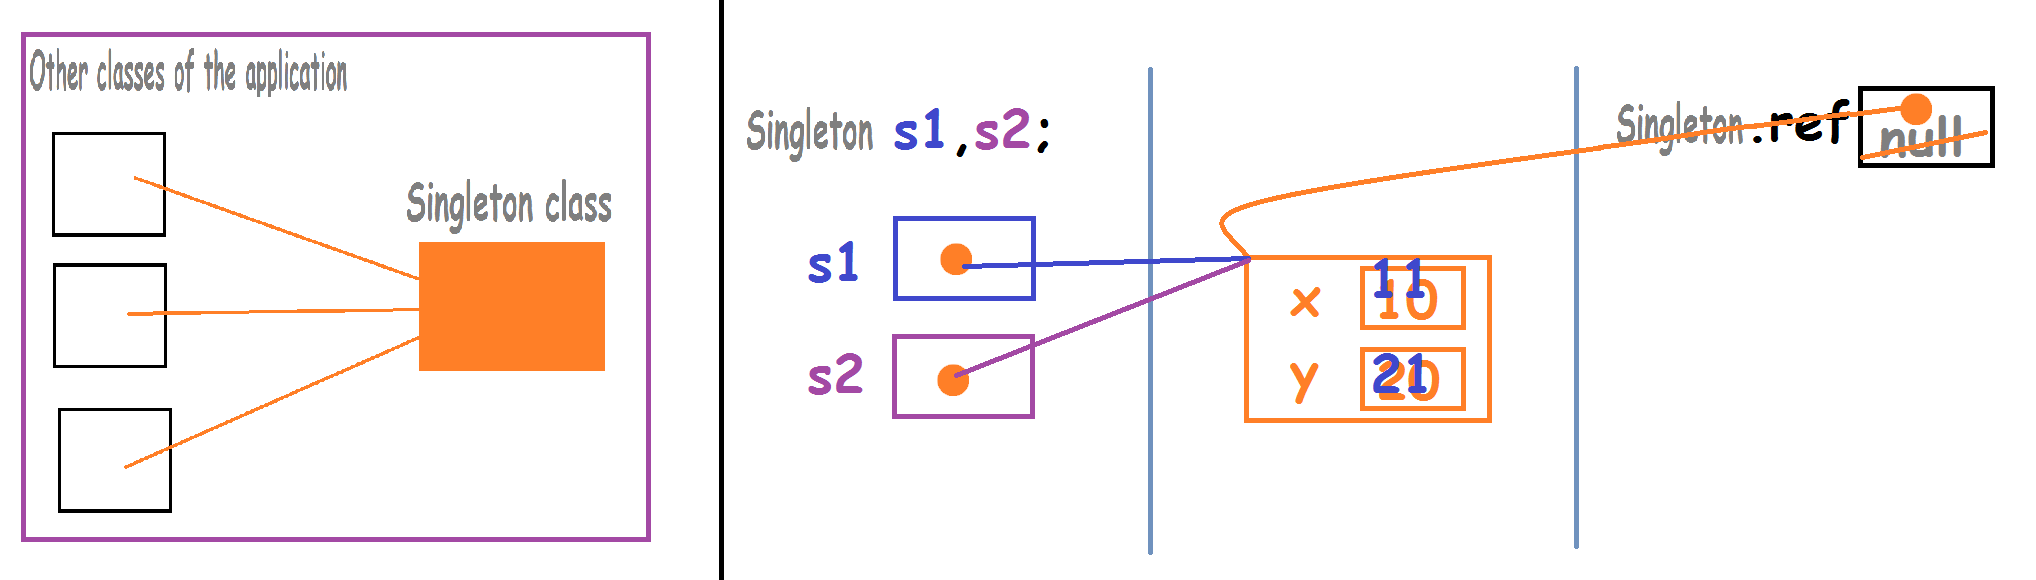 Other classes of the application
Singleton class
Singleton s1,s2;
s1
s2
x 10 11
y 20 21
Singleton.ref null